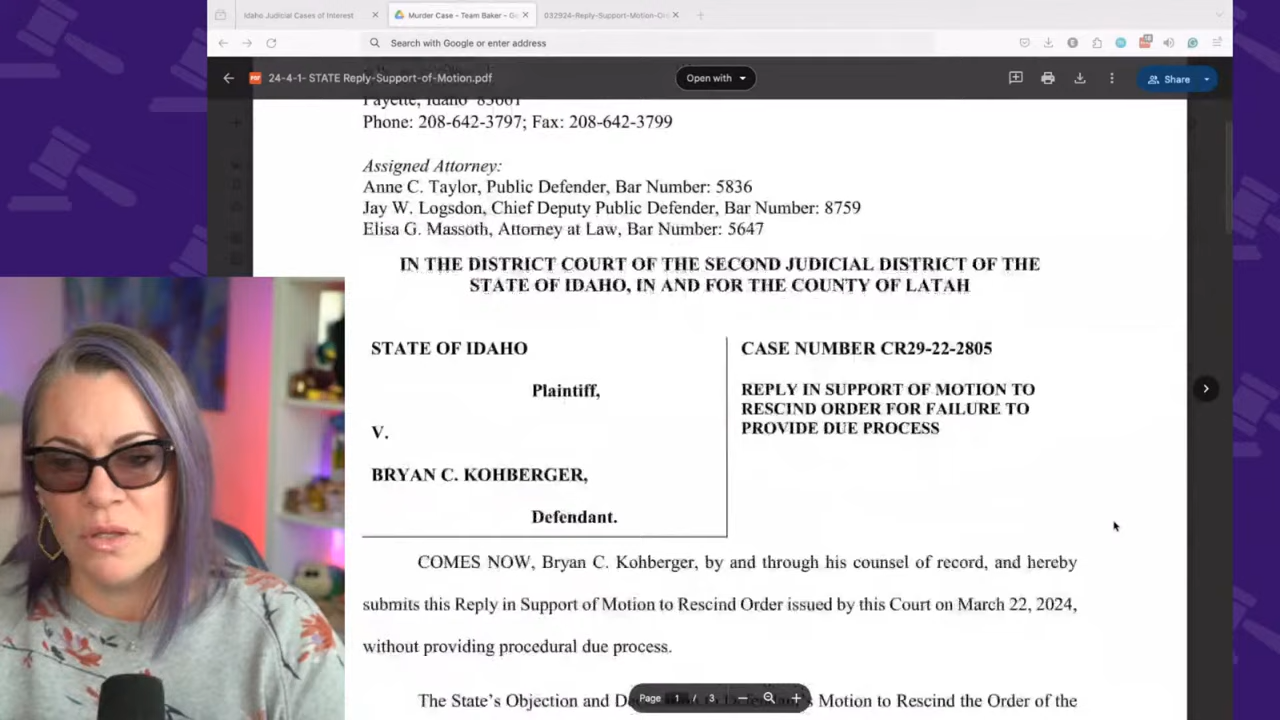 Idaho Judicial Cases of Interest
Murder Case - Team Baker - Go
032924-Reply-Support-Motion-
Search with Google or enter address
24-4-1- STATE Reply-Support-of-Motion.pdf
Open with
Share
Fayette, Idaho 83661
Phone: 208-642-3797; Fax: 208-642-3799
Assigned Attorney:
Anne C. Taylor, Public Defender, Bar Number: 5836
Jay W. Logsdon, Chief Deputy Public Defender, Bar Number: 8759
Elisa G. Massoth, Attorney at Law, Bar Number: 5647
IN THE DISTRICT COURT OF THE SECOND JUDICIAL DISTRICT OF THE
STATE OF IDAHO, IN AND FOR THE COUNTY OF LATAH
STATE OF IDAHO
Plaintiff,
V.
BRYAN C. KOHBERGER,
Defendant.
CASE NUMBER CR29-22-2805
REPLY IN SUPPORT OF MOTION TO
RESCIND ORDER FOR FAILURE TO
PROVIDE DUE PROCESS
COMES NOW, Bryan C. Kohberger, by and through his counsel of record, and hereby
submits this Reply in Support of Motion to Rescind Order issued by this Court on March 22, 2024,
without providing procedural due process.
The State's Objection and Motion to Rescind the Order of the
Page 1 / 3